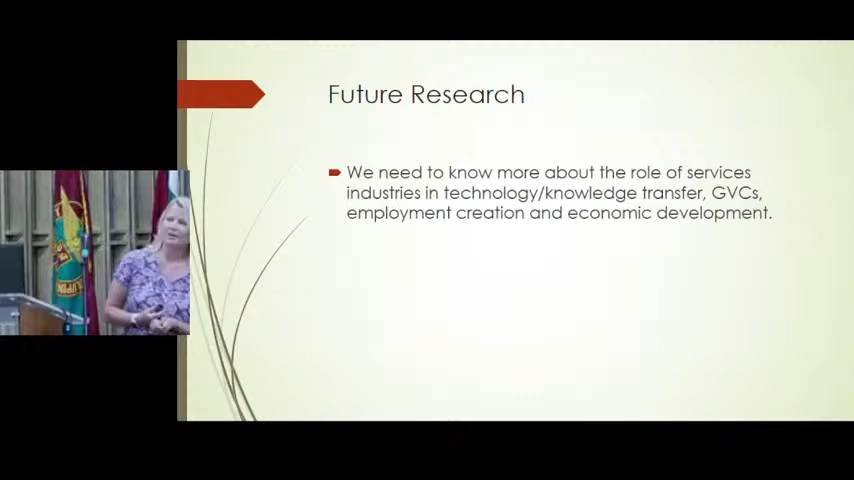 Future Research
We need to know more about the role of services
industries in technology/knowledge transfer, GVCs,
employment creation and economic development.